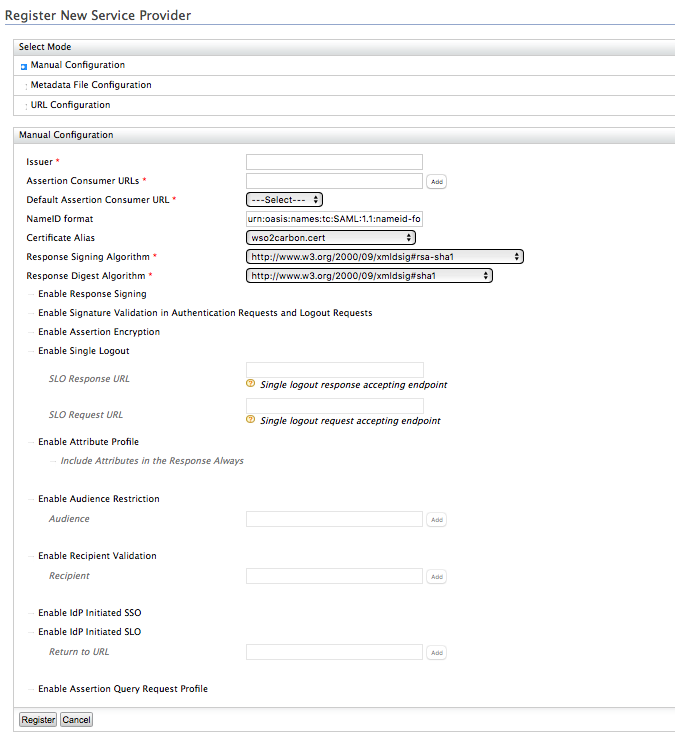 Register New Service Provider
Select Mode
Manual Configuration
Metadata File Configuration
URL Configuration
Manual Configuration
Issuer *
Assertion Consumer URLs * Add
Default Assertion Consumer URL * ---Select---
NameID format urn:oasis:names:tc:SAML:1.1:nameid-fo
Certificate Alias wso2carbon.cert
Response Signing Algorithm * http://www.w3.org/2000/09/xmldsig#rsa-sha1
Response Digest Algorithm * http://www.w3.org/2000/09/xmldsig#sha1
Enable Response Signing
Enable Signature Validation in Authentication Requests and Logout Requests
Enable Assertion Encryption
Enable Single Logout
SLO Response URL
? Single logout response accepting endpoint
SLO Request URL
? Single logout request accepting endpoint
Enable Attribute Profile
Include Attributes in the Response Always
Enable Audience Restriction
Audience Add
Enable Recipient Validation
Recipient Add
Enable IdP Initiated SSO
Enable IdP Initiated SLO
Return to URL Add
Enable Assertion Query Request Profile
Register Cancel